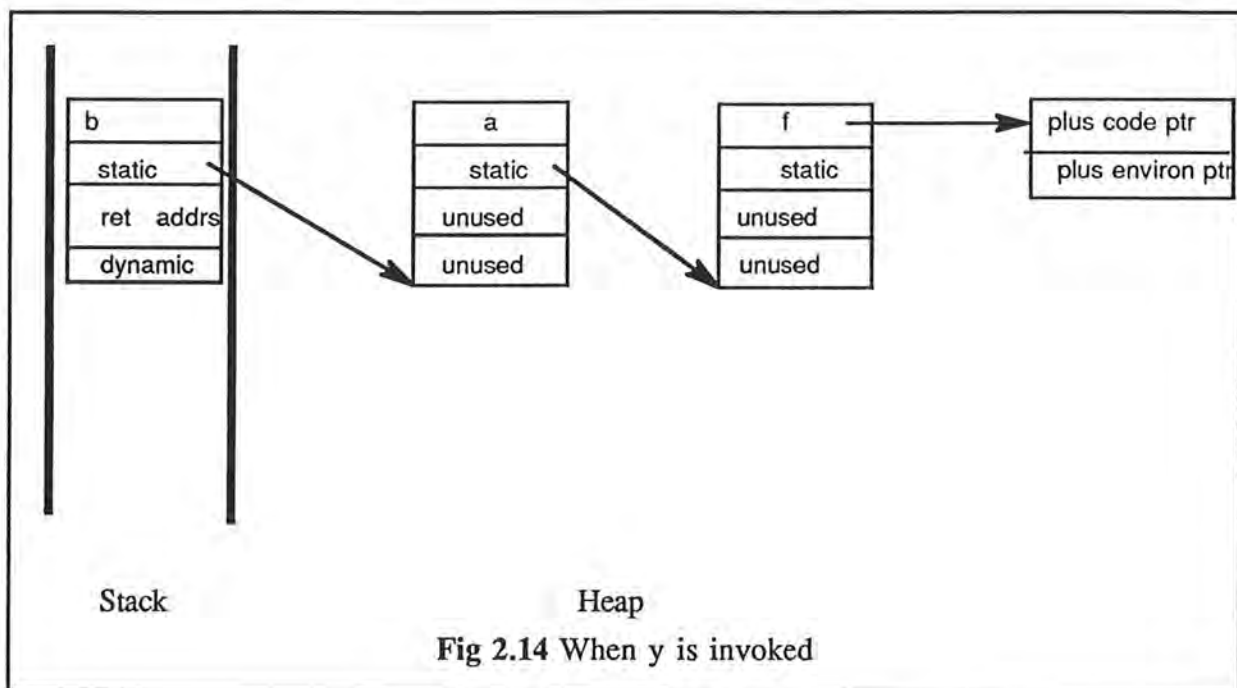 b
static
ret addrs
dynamic
a
static
unused
unused
f
static
unused
unused
plus code ptr
plus environ ptr
Stack
Heap
Fig 2.14 When y is invoked